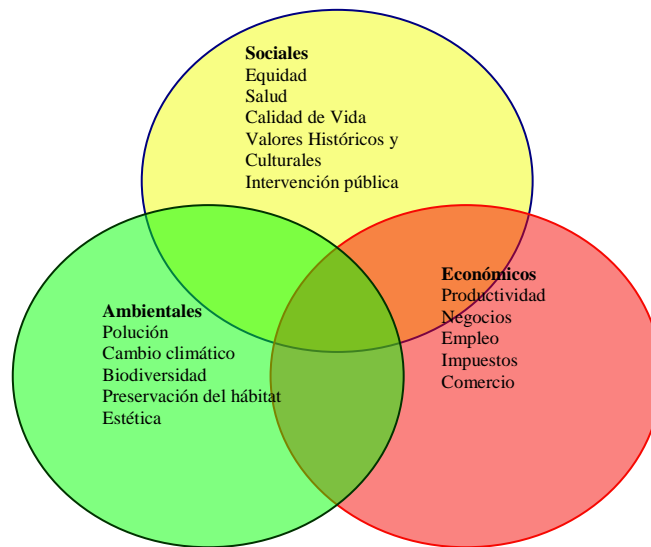 Sociales
Equidad
Salud
Calidad de Vida
Valores Históricos y
Culturales
Intervención pública
Económicos
Productividad
Negocios
Empleo
Impuestos
Comercio
Ambientales
Polución
Cambio climático
Biodiversidad
Preservación del hábitat
Estética